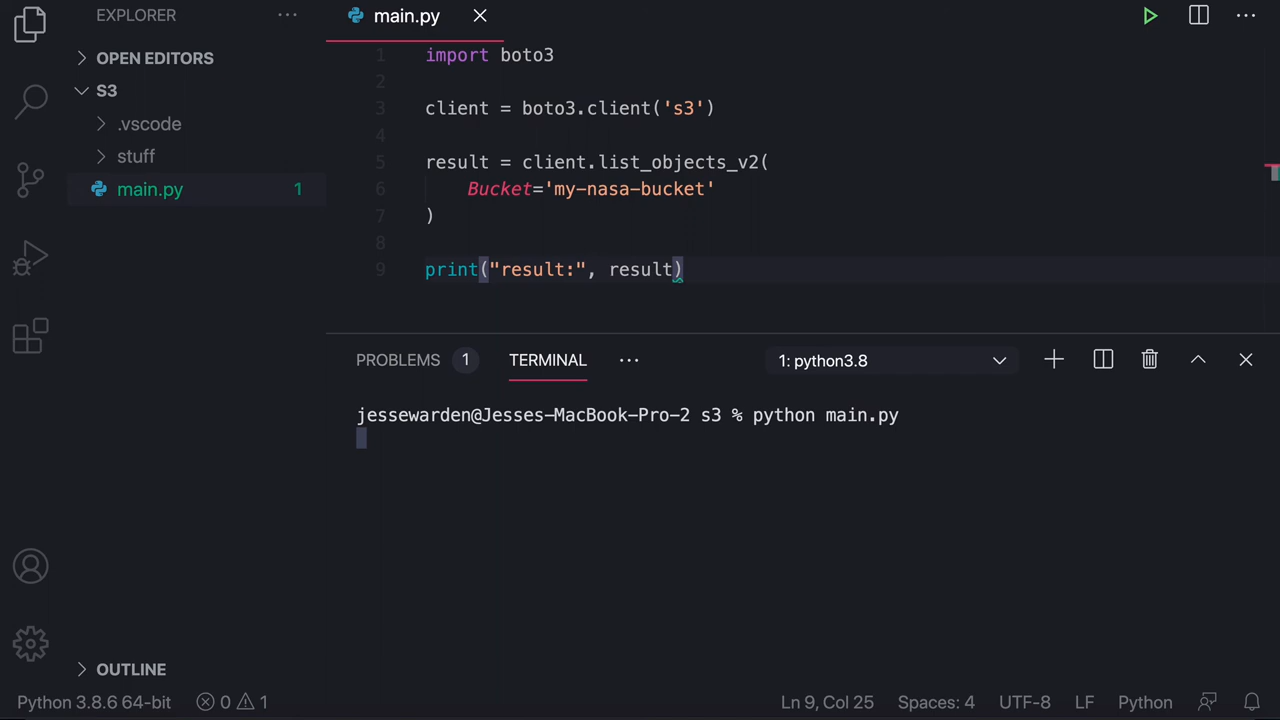 EXPLORER
OPEN EDITORS
S3
.vscode
stuff
main.py 1
OUTLINE
main.py
1 import boto3
2
3 client = boto3.client('s3')
4
5 result = client.list_objects_v2(
6 Bucket='my-nasa-bucket'
7 )
8
9 print("result:", result)
PROBLEMS 1 TERMINAL 1: python3.8
jessewarden@Jesses-MacBook-Pro-2 s3 % python main.py
Python 3.8.6 64-bit 0 1 Ln 9, Col 25 Spaces: 4 UTF-8 LF Python